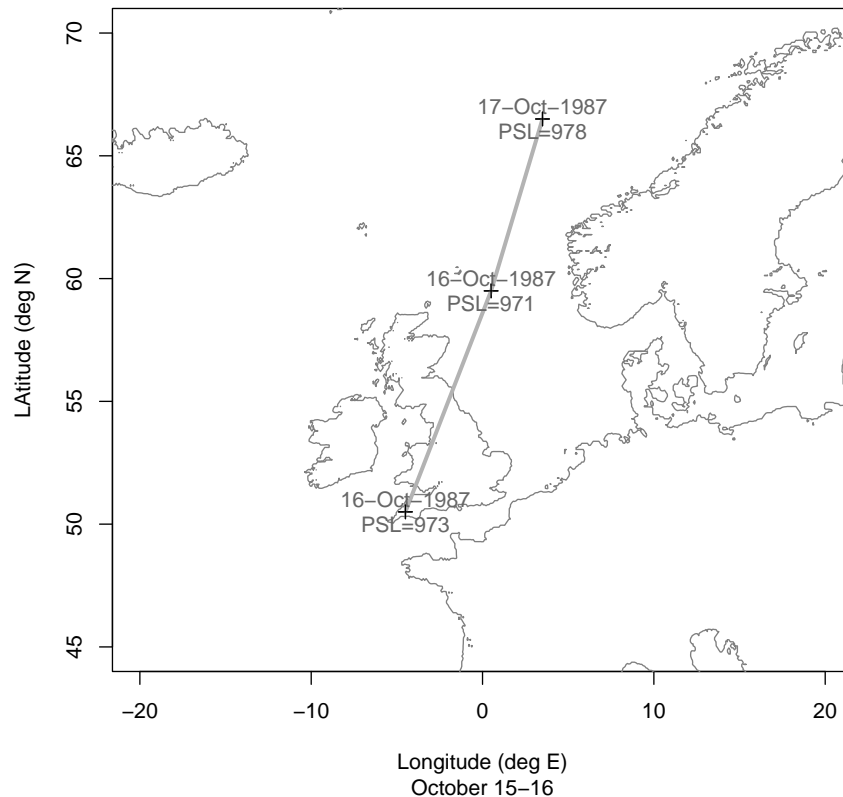 70
65
60
55
50
45
LAtitude (deg N)
17−Oct−1987
PSL=978
16−Oct−1987
PSL=971
16−Oct−1987
PSL=973
−20 −10 0 10 20
Longitude (deg E)
October 15−16